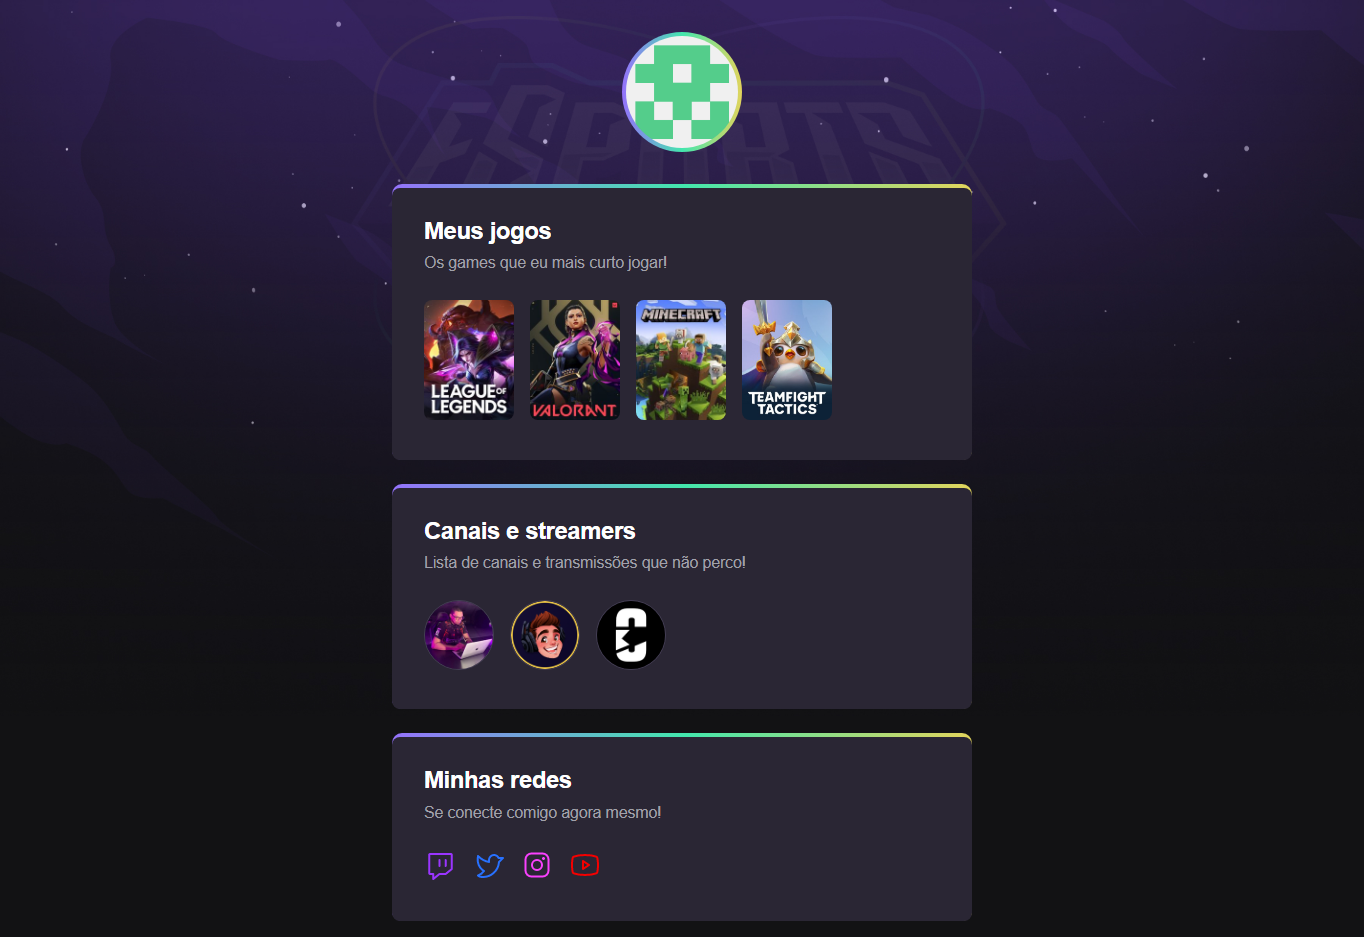 ESPORTS
Meus jogos
Os games que eu mais curto jogar!
LEAGUE OF
LEGENDS
VALORANT
MINECRAFT
TEAMFIGHT
TACTICS
Canais e streamers
Lista de canais e transmissões que não perco!
Minhas redes
Se conecte comigo agora mesmo!